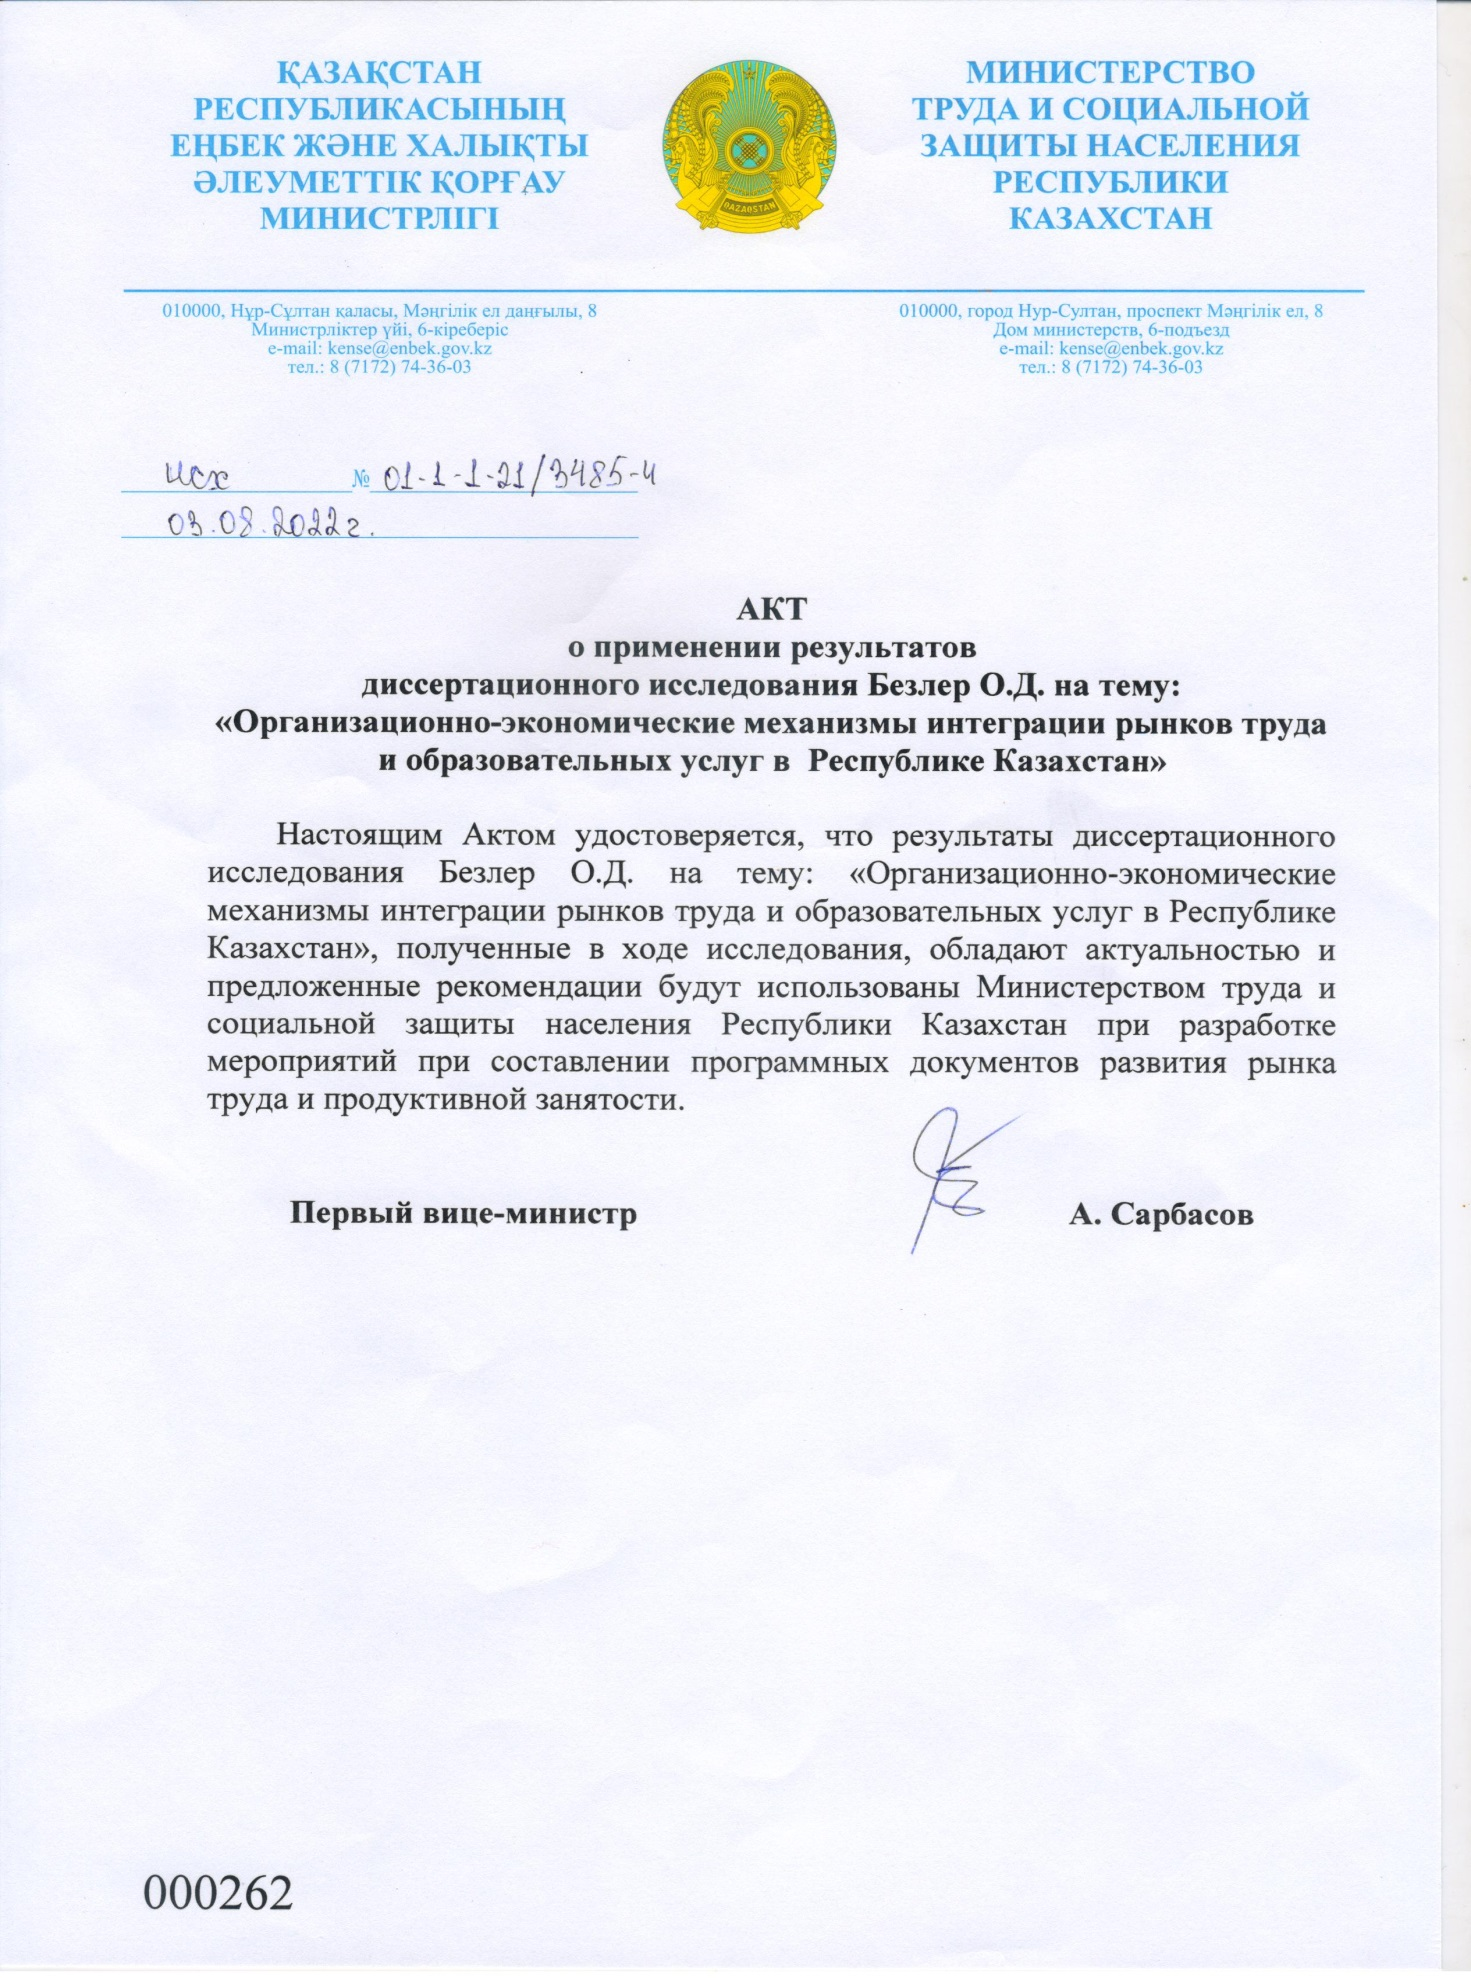 ҚАЗАҚСТАН
РЕСПУБЛИКАСЫНЫҢ
ЕҢБЕК ЖӘНЕ ХАЛЫҚТЫ
ӘЛЕУМЕТТІК ҚОРҒАУ
МИНИСТРЛІГІ
QAZAQSTAN
МИНИСТЕРСТВО
ТРУДА И СОЦИАЛЬНОЙ
ЗАЩИТЫ НАСЕЛЕНИЯ
РЕСПУБЛИКИ
КАЗАХСТАН
010000, Нұр-Сұлтан қаласы, Мәңгілік ел даңғылы, 8
Министрліктер үйі, 6-кіреберіс
e-mail: kense@enbek.gov.kz
тел.: 8 (7172) 74-36-03
010000, город Нур-Султан, проспект Мәңгілік ел, 8
Дом министерств, 6-подъезд
e-mail: kense@enbek.gov.kz
тел.: 8 (7172) 74-36-03
исх № 01-1-1-21/3485-И
03.08.2022г.
АКТ
о применении результатов
диссертационного исследования Безлер О.Д. на тему:
«Организационно-экономические механизмы интеграции рынков труда
и образовательных услуг в Республике Казахстан»
Настоящим Актом удостоверяется, что результаты диссертационного
исследования Безлер О.Д. на тему: «Организационно-экономические
механизмы интеграции рынков труда и образовательных услуг в Республике
Казахстан», полученные в ходе исследования, обладают актуальностью и
предложенные рекомендации будут использованы Министерством труда и
социальной защиты населения Республики Казахстан при разработке
мероприятий при составлении программных документов развития рынка
труда и продуктивной занятости.
Первый вице-министр А. Сарбасов
000262